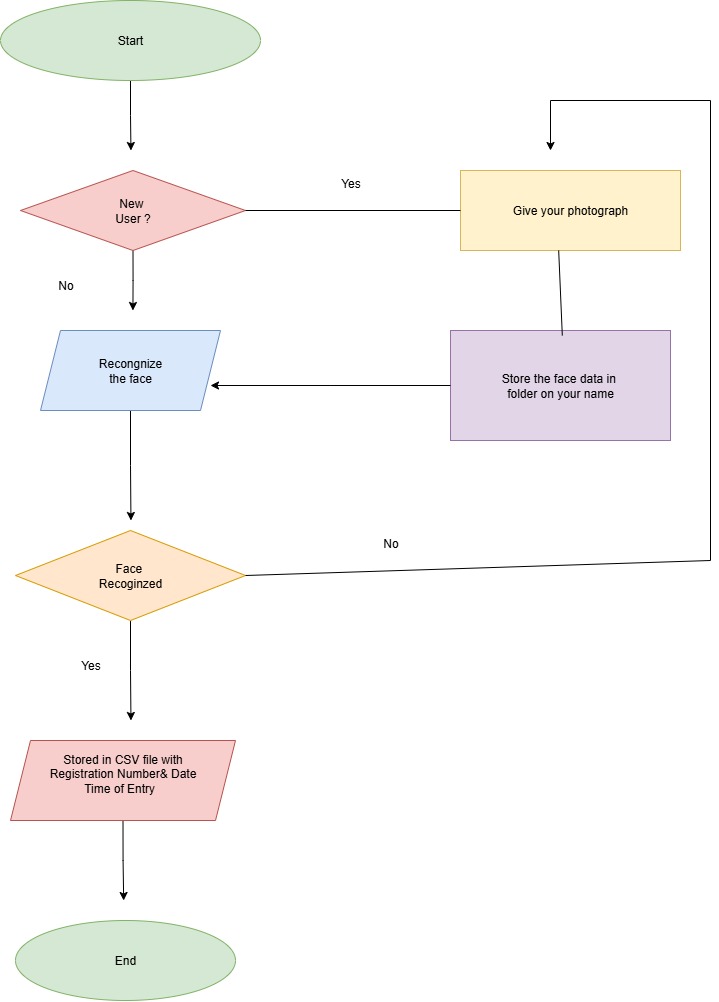 Start
New
User ?
Yes
Give your photograph
No
Recongnize
the face
Store the face data in
folder on your name
No
Face
Recoginzed
Yes
Stored in CSV file with
Registration Number& Date
Time of Entry
End